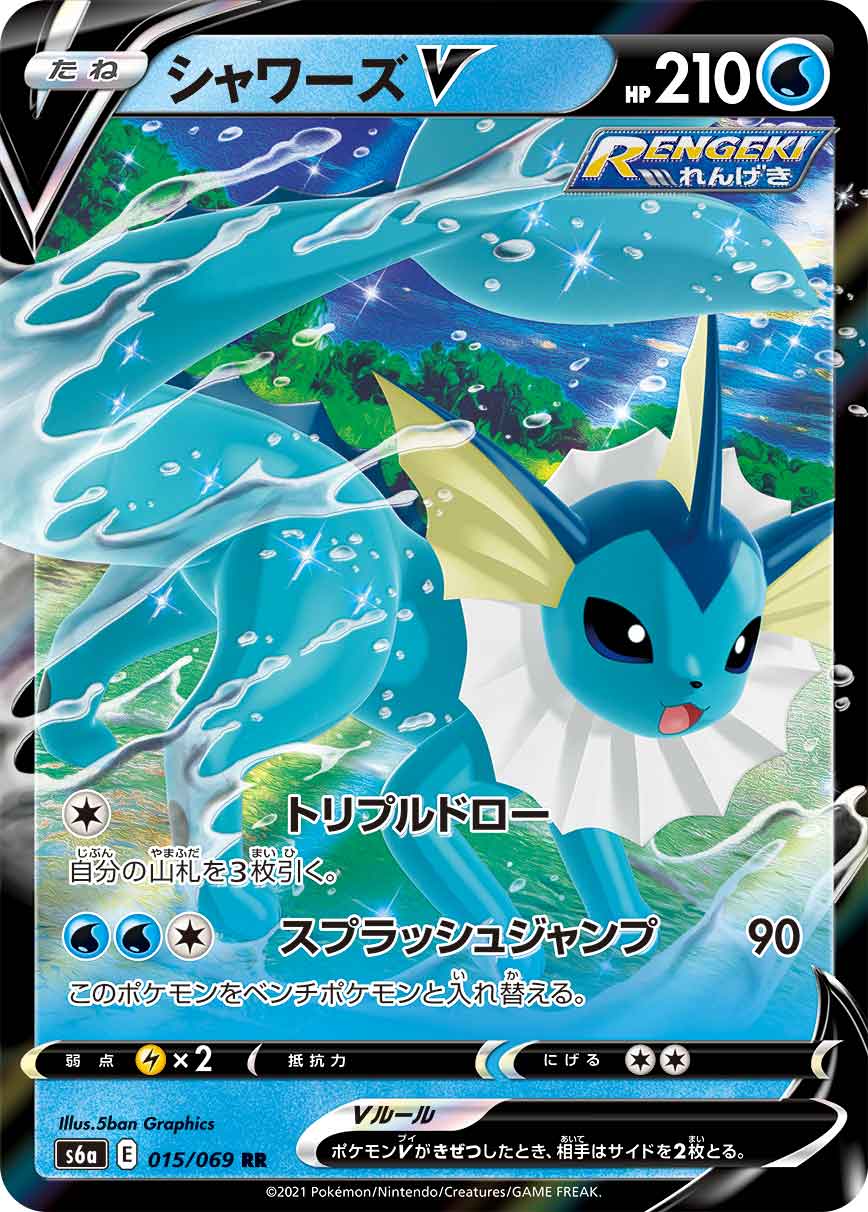 たね シャワーズV HP210
RENGEKI
れんげき
トリプルドロー
自分の山札を3枚引く。
スプラッシュジャンプ 90
このポケモンをベンチポケモンと入れ替える。
弱点 ×2 抵抗力 にげる
Vルール
ポケモンVがきぜつしたとき、相手はサイドを2枚とる。
Illus.5ban Graphics
s6a E 015/069 RR
©2021 Pokémon/Nintendo/Creatures/GAME FREAK.